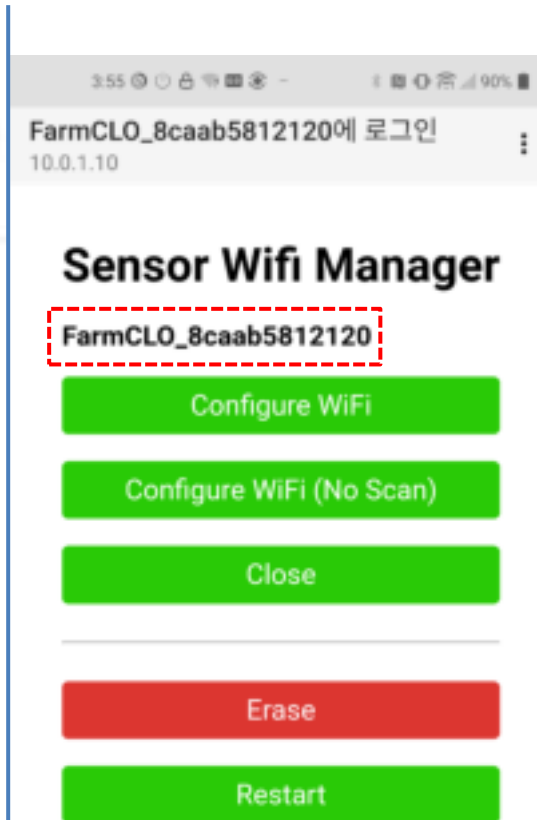 3:55 90%
FarmCLO_8caab5812120에 로그인
10.0.1.10
Sensor Wifi Manager
FarmCLO_8caab5812120
Configure WiFi
Configure WiFi (No Scan)
Close
Erase
Restart